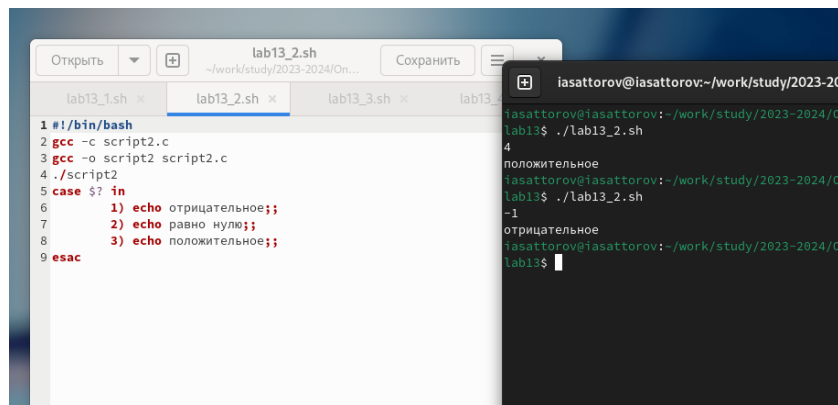 Открыть
lab13_2.sh
~/work/study/2023-2024/Оп...
Сохранить
lab13_1.sh ×
lab13_2.sh ×
lab13_3.sh ×
lab13_
1 #!/bin/bash
2 gcc -c script2.c
3 gcc -o script2 script2.c
4 ./script2
5 case $? in
6 1) echo отрицательное;;
7 2) echo равно нулю;;
8 3) echo положительное;;
9 esac
iasattorov@iasattorov:~/work/study/2023-20
iasattorov@iasattorov:~/work/study/2023-2024/О
lab13$ ./lab13_2.sh
4
положительное
iasattorov@iasattorov:~/work/study/2023-2024/О
lab13$ ./lab13_2.sh
-1
отрицательное
iasattorov@iasattorov:~/work/study/2023-2024/О
lab13$